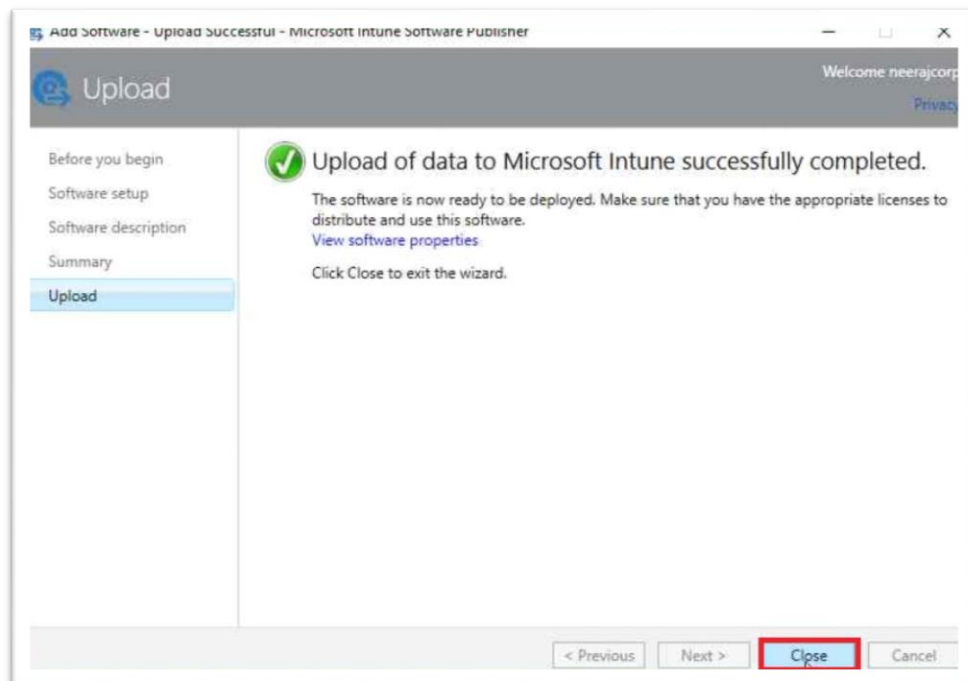 Add Software - Upload Successful - Microsoft Intune Software Publisher
Upload
Welcome neerajcorp
Privacy
Before you begin
Software setup
Software description
Summary
Upload
Upload of data to Microsoft Intune successfully completed.
The software is now ready to be deployed. Make sure that you have the appropriate licenses to
distribute and use this software.
View software properties
Click Close to exit the wizard.
< Previous
Next >
Close
Cancel